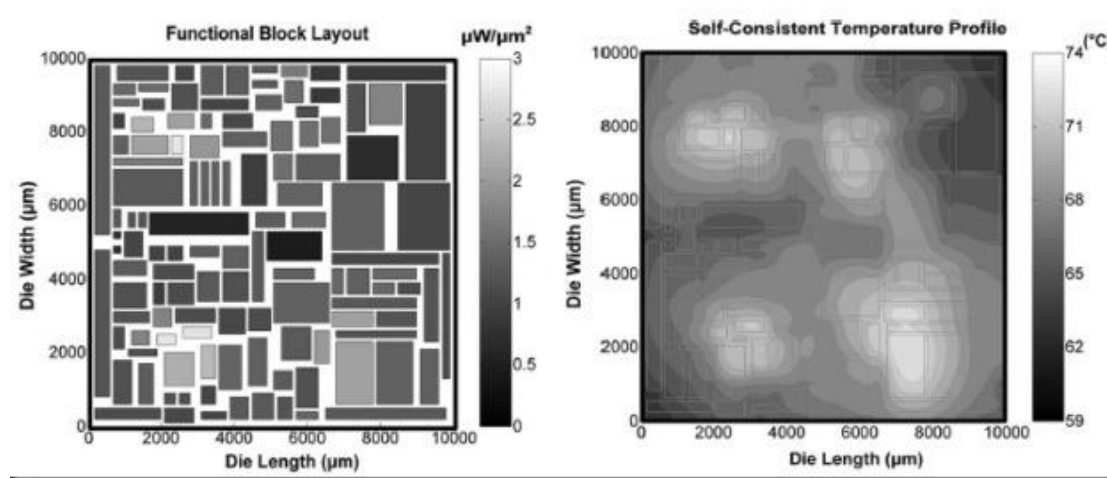 Functional Block Layout
µW/µm²
10000
8000
6000
4000
2000
0
Die Width (µm)
0 2000 4000 6000 8000 10000
Die Length (µm)
3
2.5
2
1.5
1
0.5
0
Self-Consistent Temperature Profile
(°C)
10000
8000
6000
4000
2000
0
Die Width (µm)
0 2000 4000 6000 8000 10000
Die Length (µm)
74
71
68
65
62
59